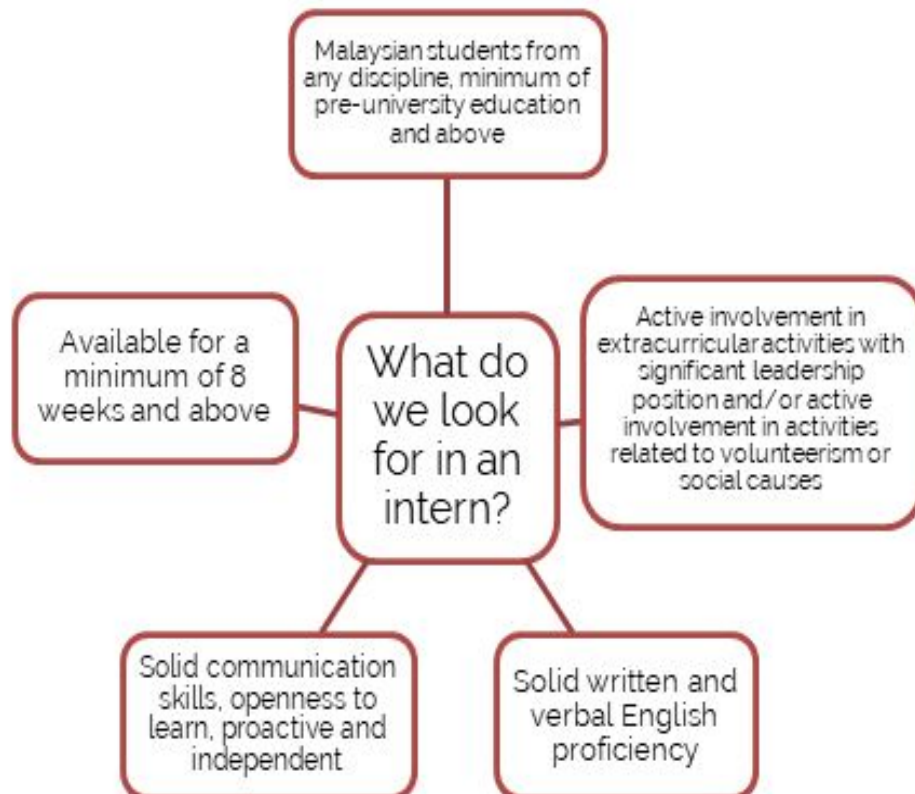 Malaysian students from
any discipline, minimum of
pre-university education
and above
Available for a
minimum of 8
weeks and above
What do
we look
for in an
intern?
Active involvement in
extracurricular activities with
significant leadership
position and/or active
involvement in activities
related to volunteerism or
social causes
Solid communication
skills, openness to
learn, proactive and
independent
Solid written and
verbal English
proficiency